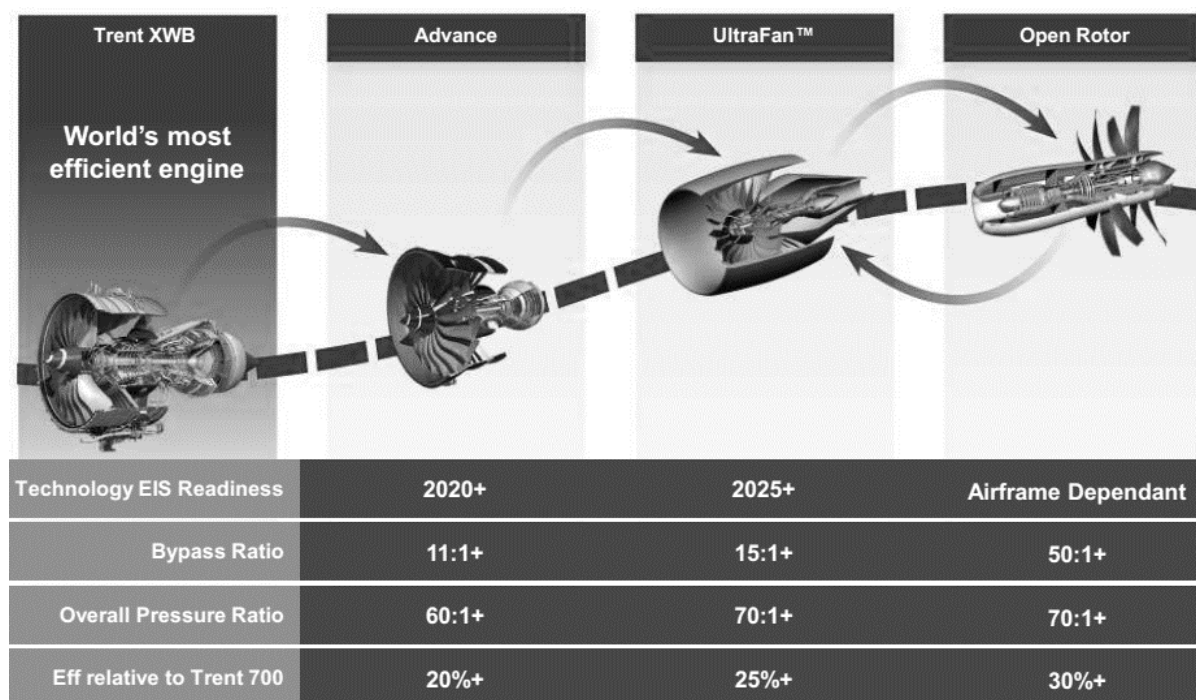 Trent XWB
Advance
UltraFan™
Open Rotor
World's most
efficient engine
Technology EIS Readiness
2020+
2025+
Airframe Dependant
Bypass Ratio
11:1+
15:1+
50:1+
Overall Pressure Ratio
60:1+
70:1+
70:1+
Eff relative to Trent 700
20%+
25%+
30%+